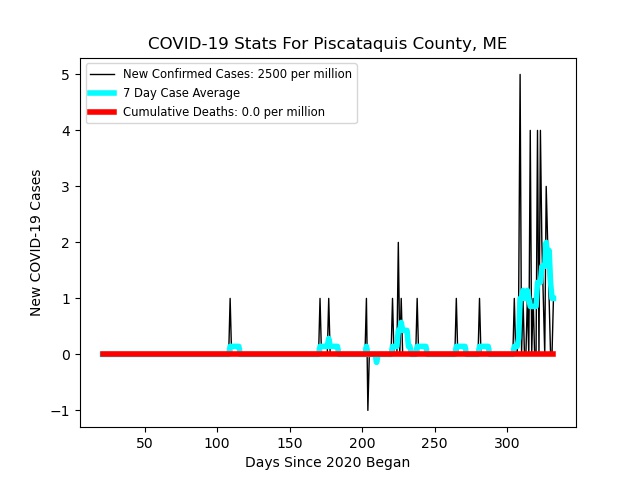 COVID-19 Stats For Piscataquis County, ME
New Confirmed Cases: 2500 per million
7 Day Case Average
Cumulative Deaths: 0.0 per million
New COVID-19 Cases
5
4
3
2
1
0
−1
50 100 150 200 250 300
Days Since 2020 Began